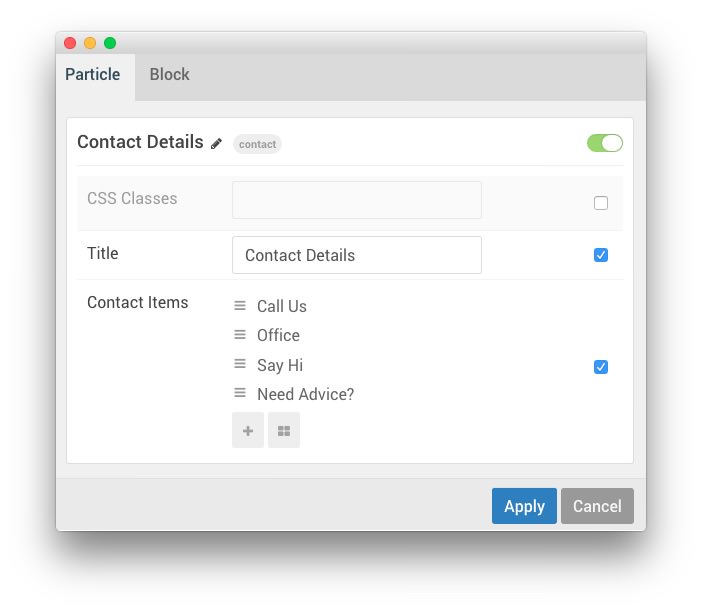 Particle Block
Contact Details contact
CSS Classes
Title Contact Details
Contact Items Call Us
Office
Say Hi
Need Advice?
Apply Cancel